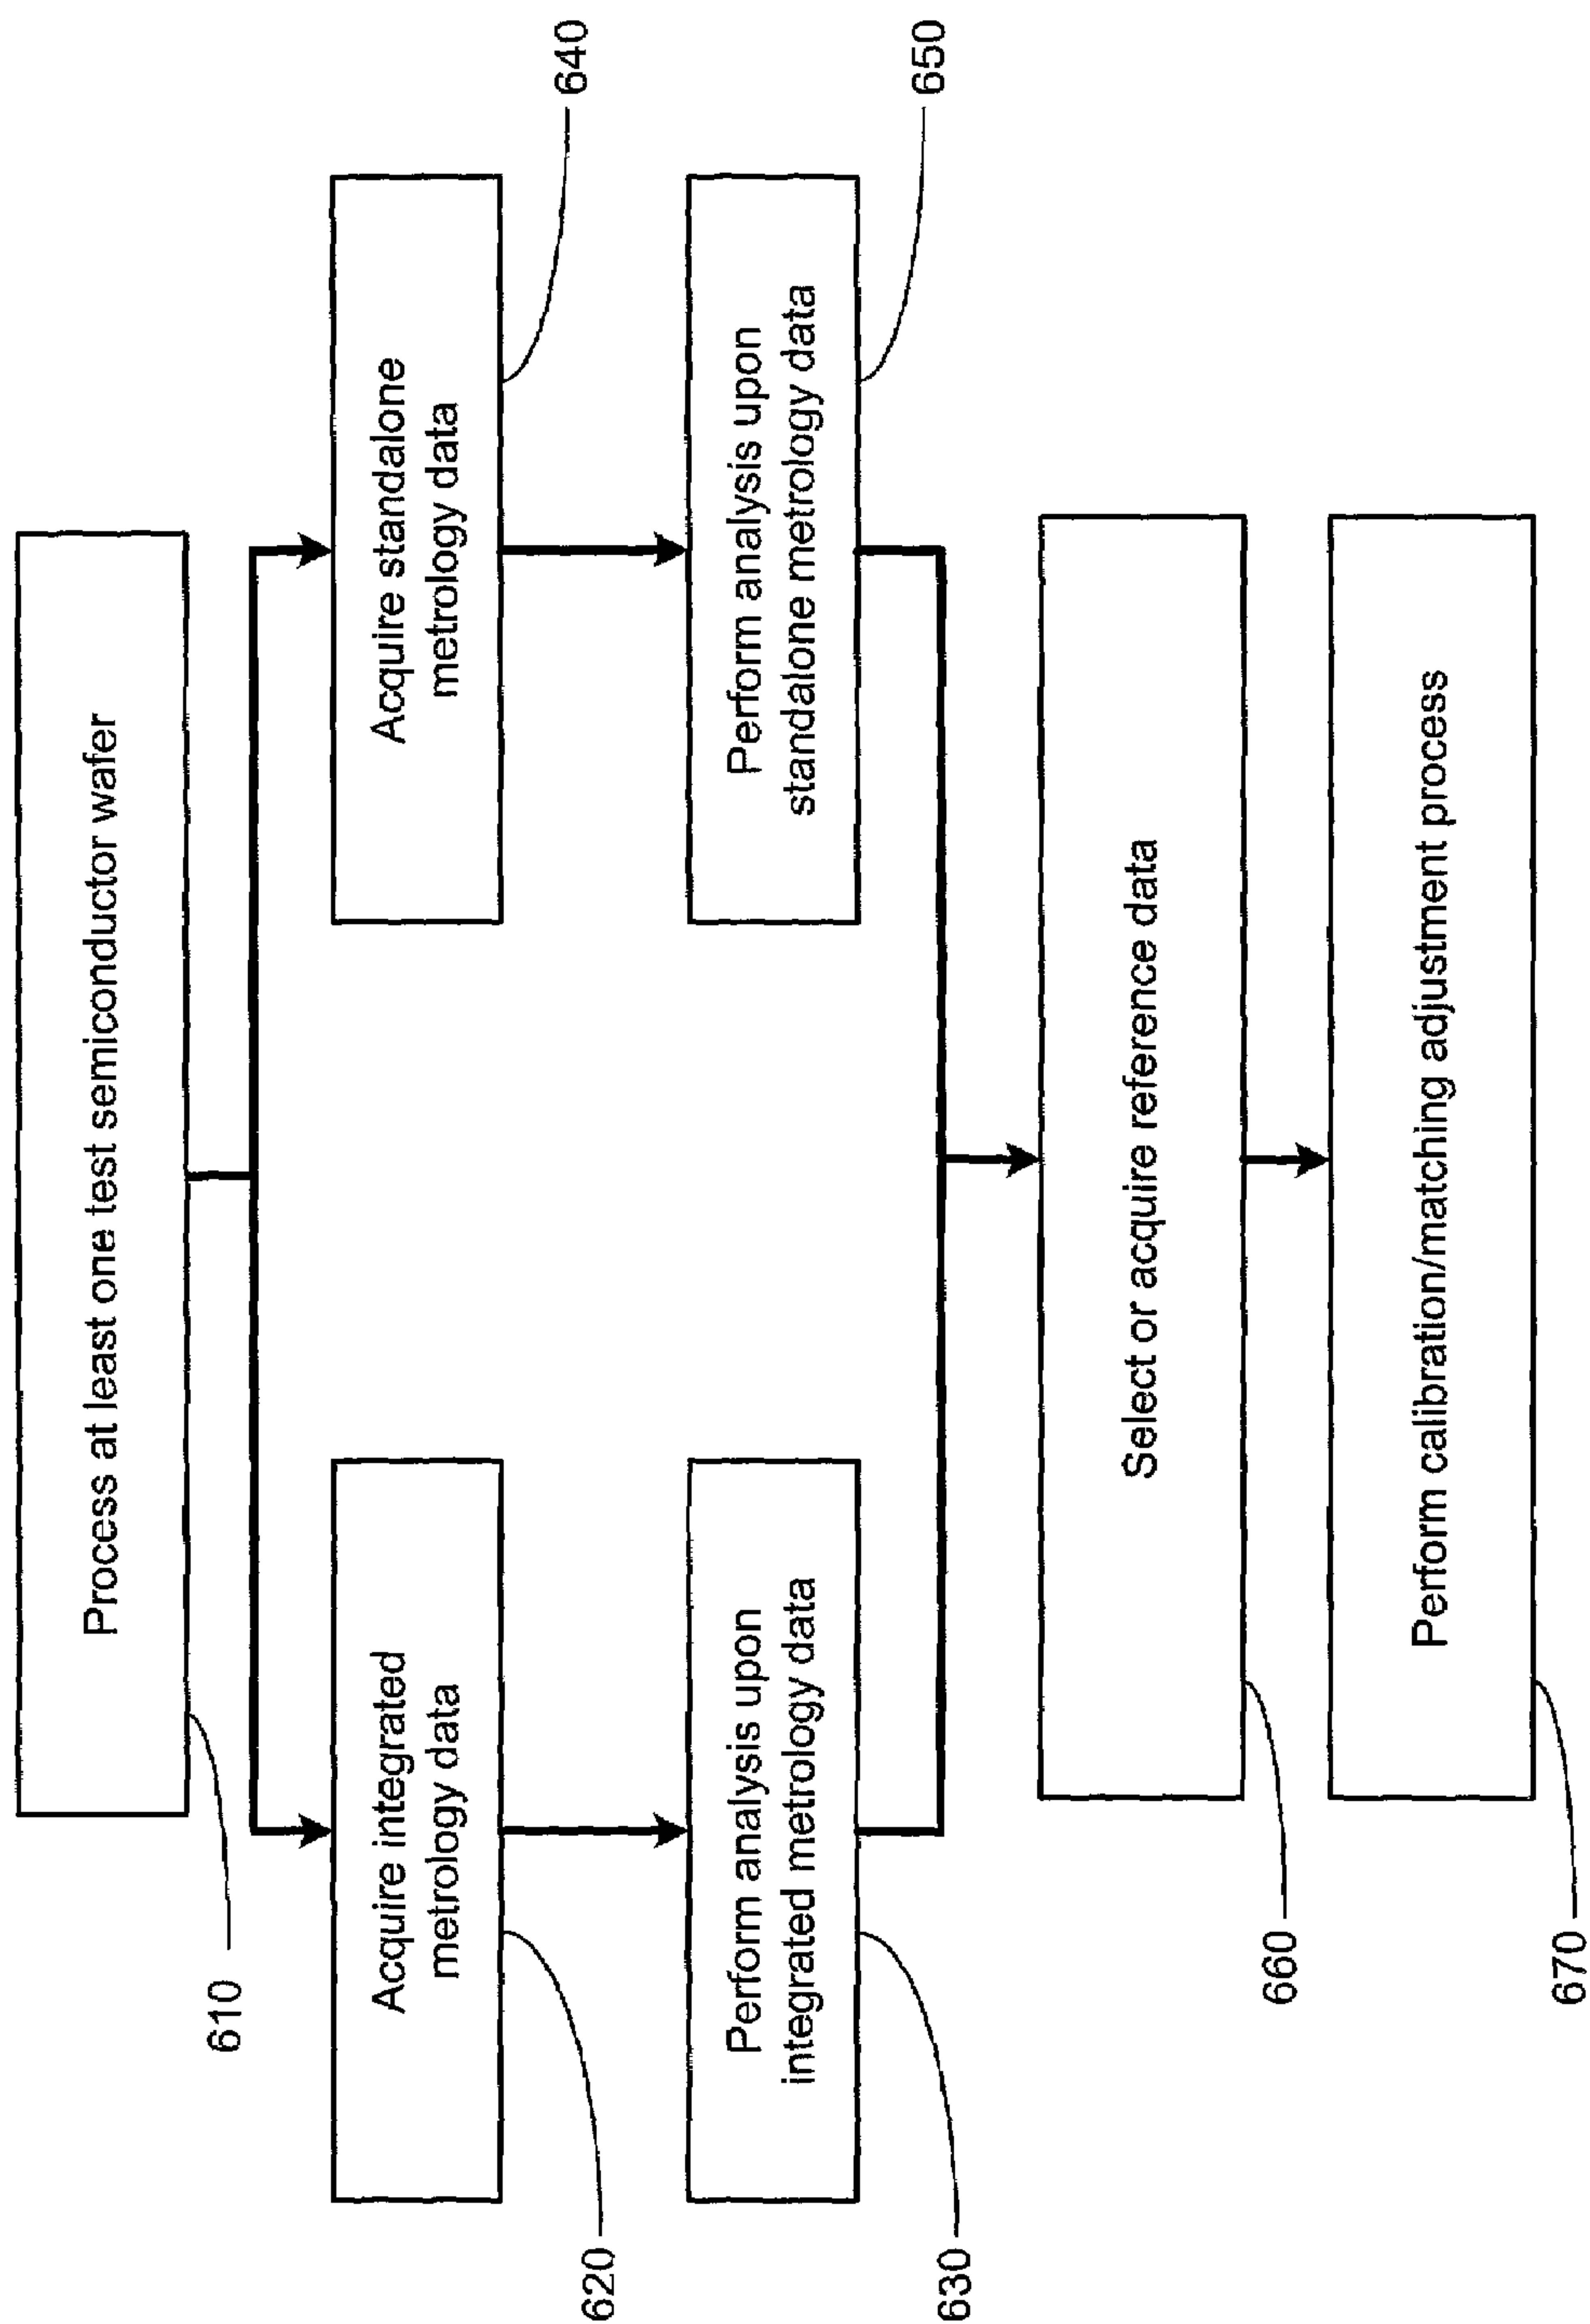 Process at least one test semiconductor wafer
610
Acquire integrated
metrology data
620
Acquire standalone
metrology data
640
Perform analysis upon
integrated metrology data
630
Perform analysis upon
standalone metrology data
650
Select or acquire reference data
660
Perform calibration/matching adjustment process
670